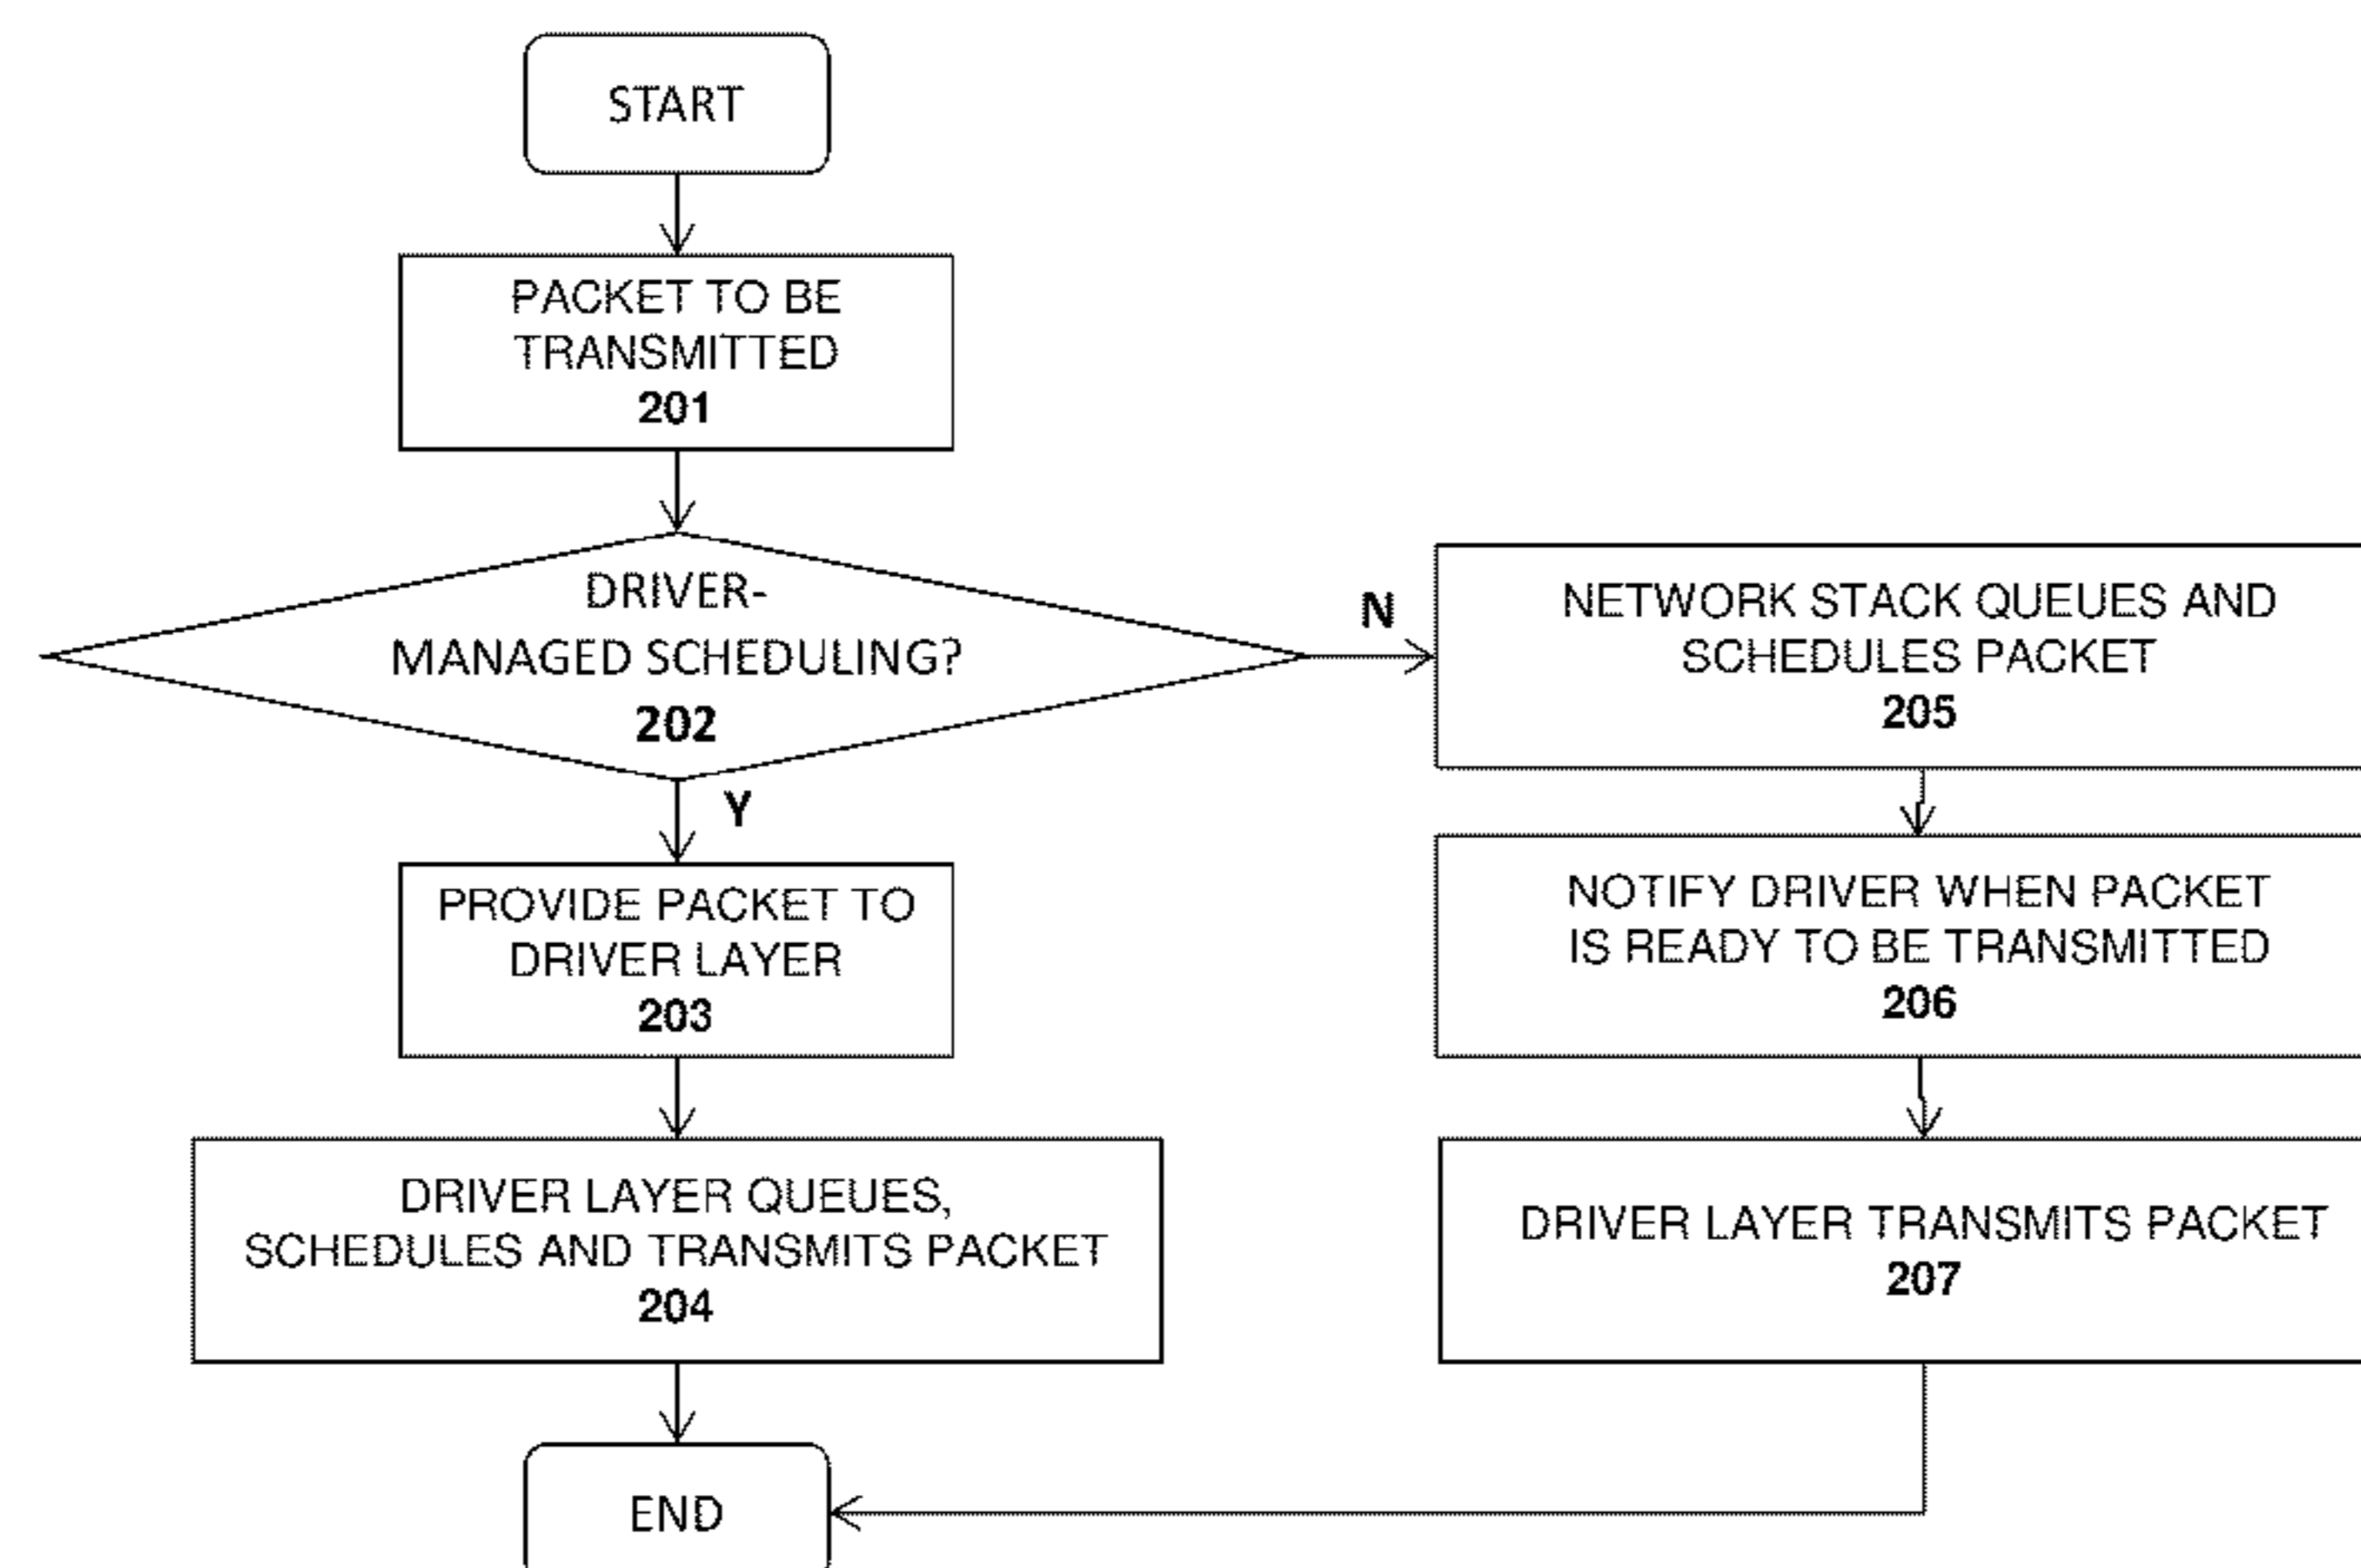 START
PACKET TO BE
TRANSMITTED
201
DRIVER-
MANAGED SCHEDULING?
202
N
Y
NETWORK STACK QUEUES AND
SCHEDULES PACKET
205
PROVIDE PACKET TO
DRIVER LAYER
203
NOTIFY DRIVER WHEN PACKET
IS READY TO BE TRANSMITTED
206
DRIVER LAYER QUEUES,
SCHEDULES AND TRANSMITS PACKET
204
DRIVER LAYER TRANSMITS PACKET
207
END